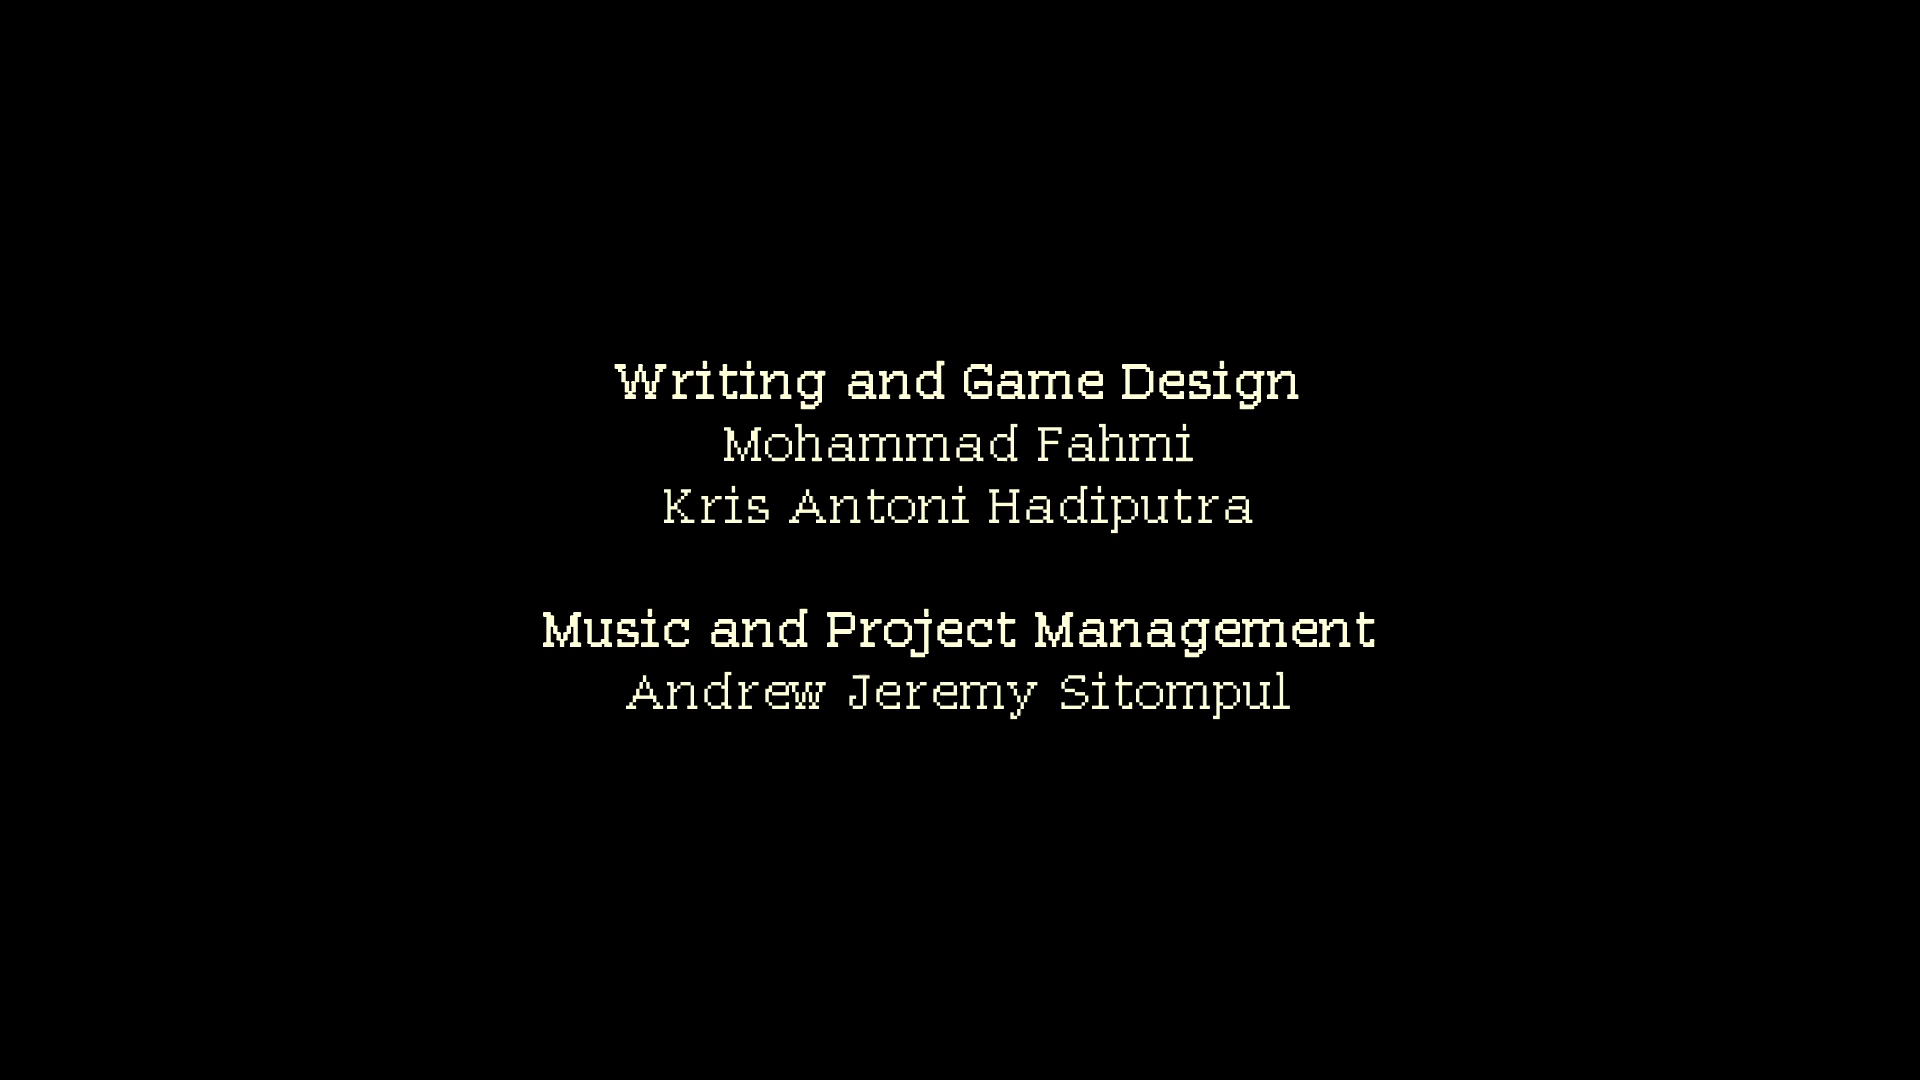 Writing and Game Design
Mohammad Fahmi
Kris Antoni Hadiputra
Music and Project Management
Andrew Jeremy Sitompul